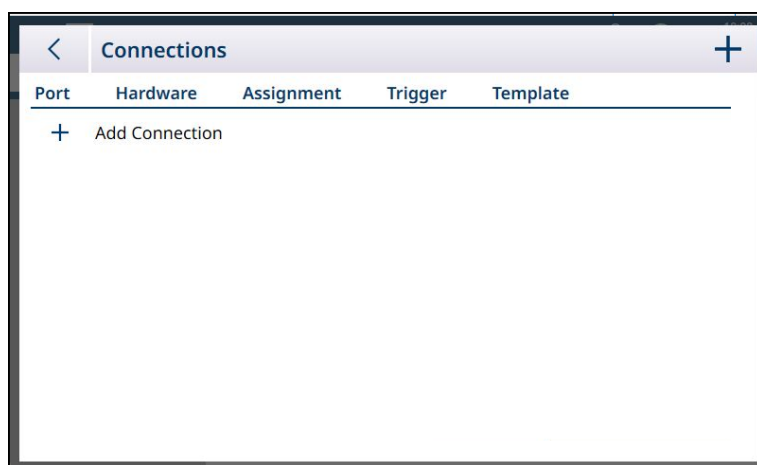 Connections
Port Hardware Assignment Trigger Template
Add Connection